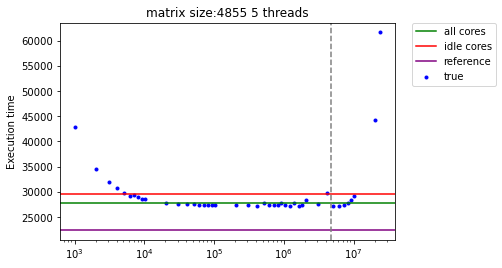 matrix size:4855 5 threads
all cores
idle cores
reference
true
Execution time
60000
55000
50000
45000
40000
35000
30000
25000
10³
10⁴
10⁵
10⁶
10⁷